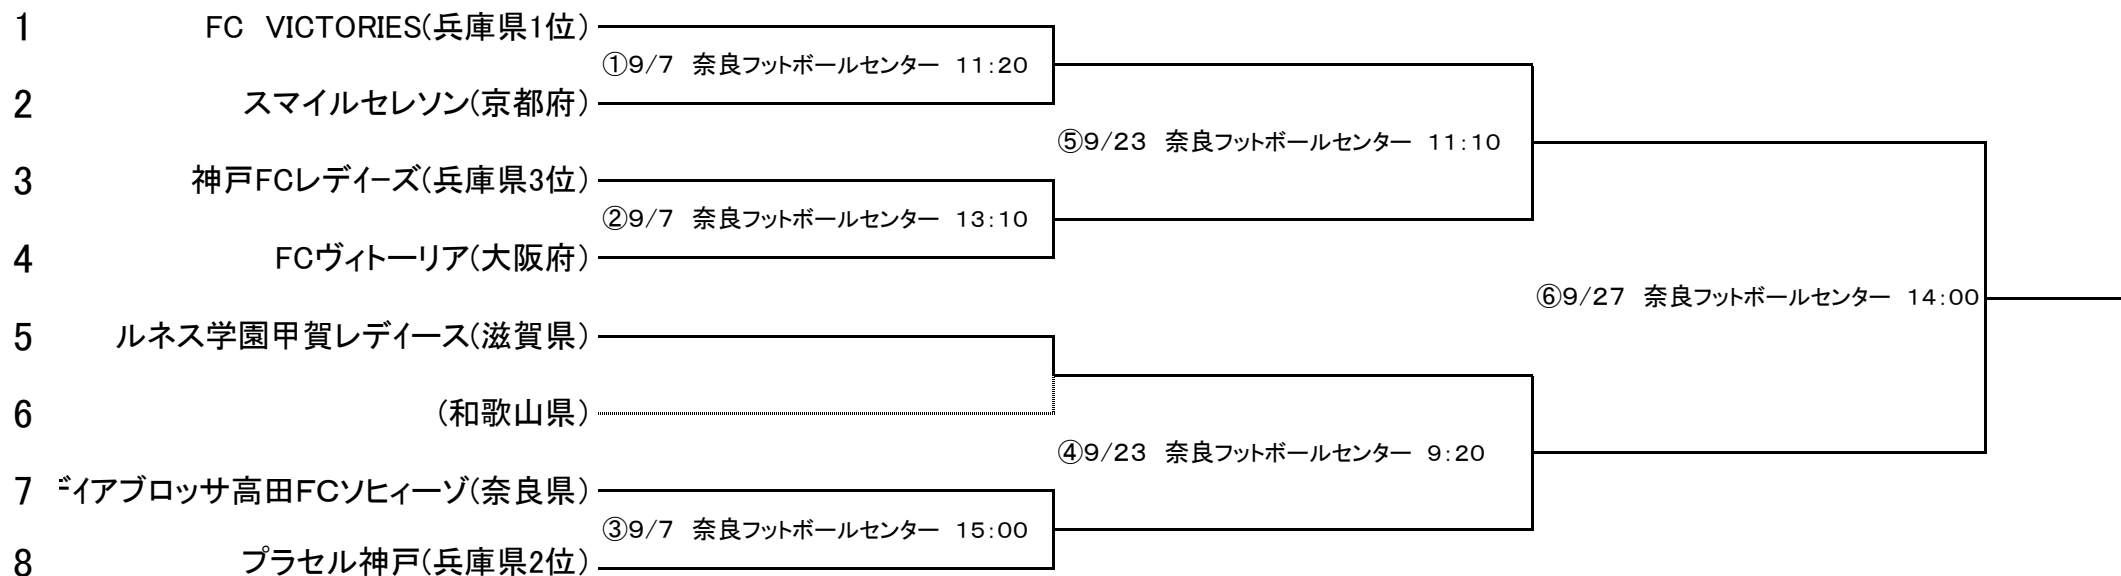 1 FC VICTORIES(兵庫県1位)
①9/7 奈良フットボールセンター 11:20
2 スマイルセレソン(京都府)
⑤9/23 奈良フットボールセンター 11:10
3 神戸FCレディーズ(兵庫県3位)
②9/7 奈良フットボールセンター 13:10
4 FCヴィトーリア(大阪府)
⑥9/27 奈良フットボールセンター 14:00
5 ルネス学園甲賀レディース(滋賀県)
6 (和歌山県)
④9/23 奈良フットボールセンター 9:20
7 ディアブロッサ高田FCソヒィーゾ(奈良県)
③9/7 奈良フットボールセンター 15:00
8 プラセル神戸(兵庫県2位)